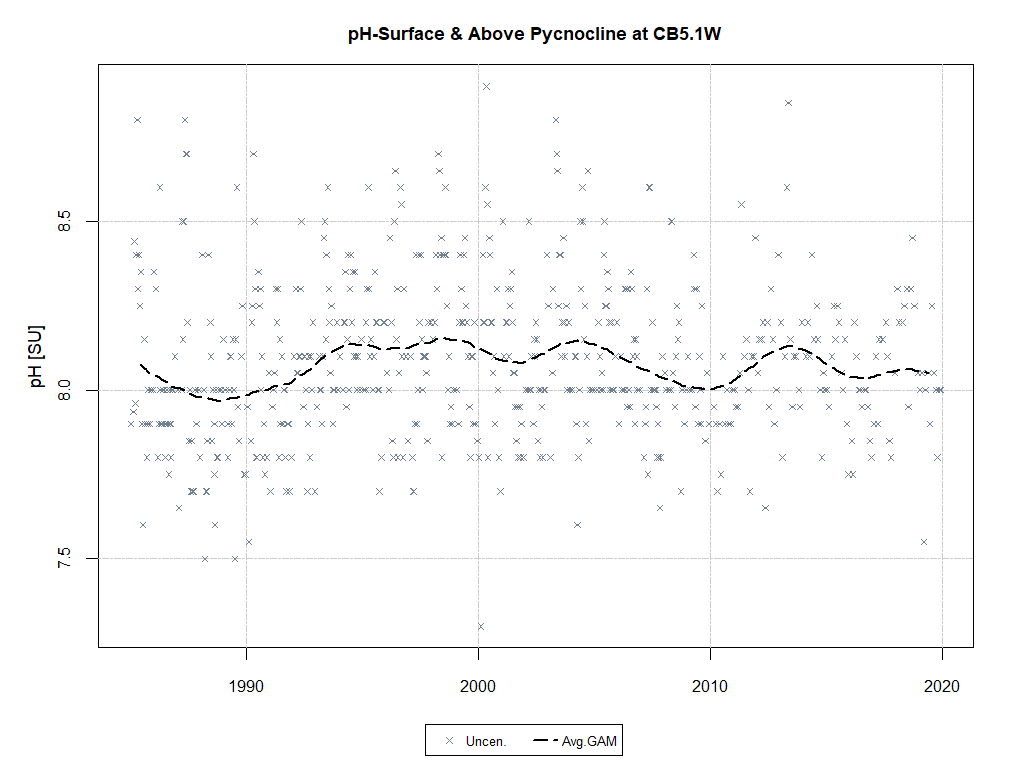 pH-Surface & Above Pycnocline at CB5.1W
pH [SU]
8.5
8.0
7.5
1990 2000 2010 2020
Uncen. Avg.GAM